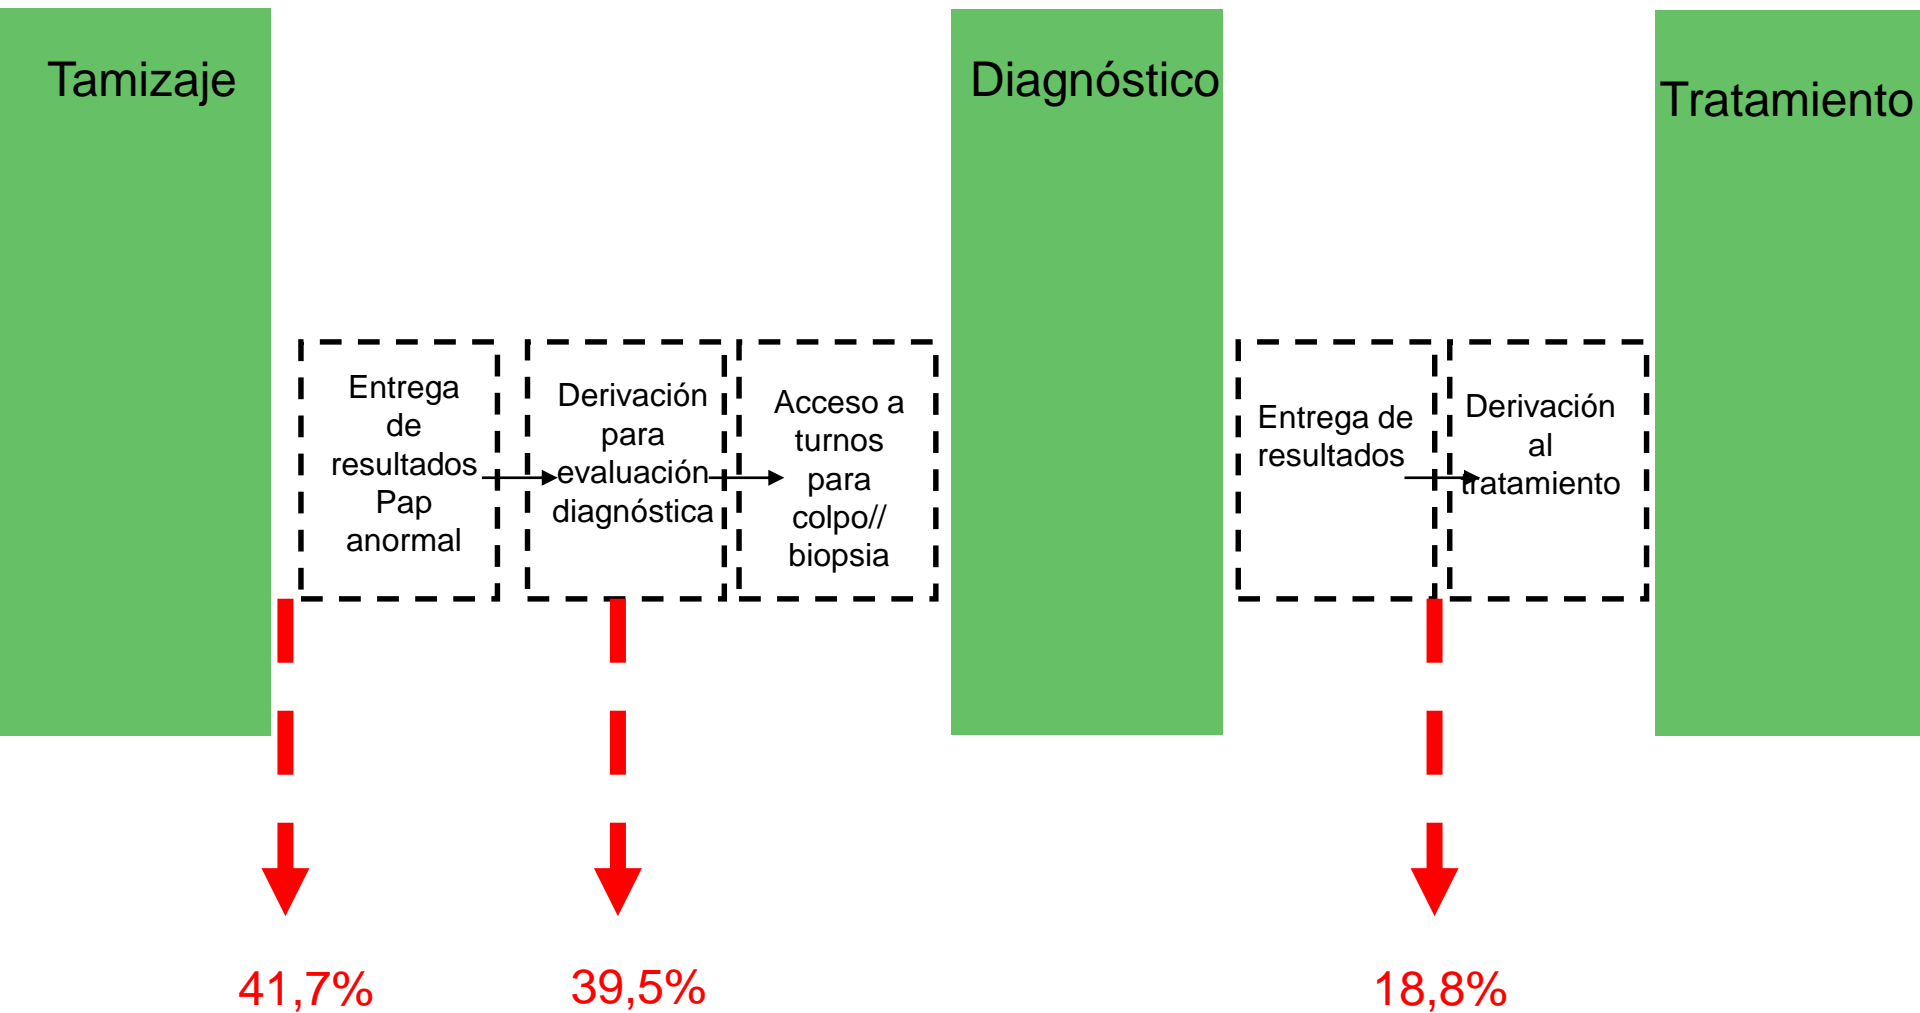 Tamizaje
Diagnóstico
Tratamiento
Entrega
de
resultados
Pap
anormal
Derivación
para
evaluación
diagnóstica
Acceso a
turnos
para
colpo//
biopsia
Entrega de
resultados
Derivación
al
tratamiento
41,7%
39,5%
18,8%